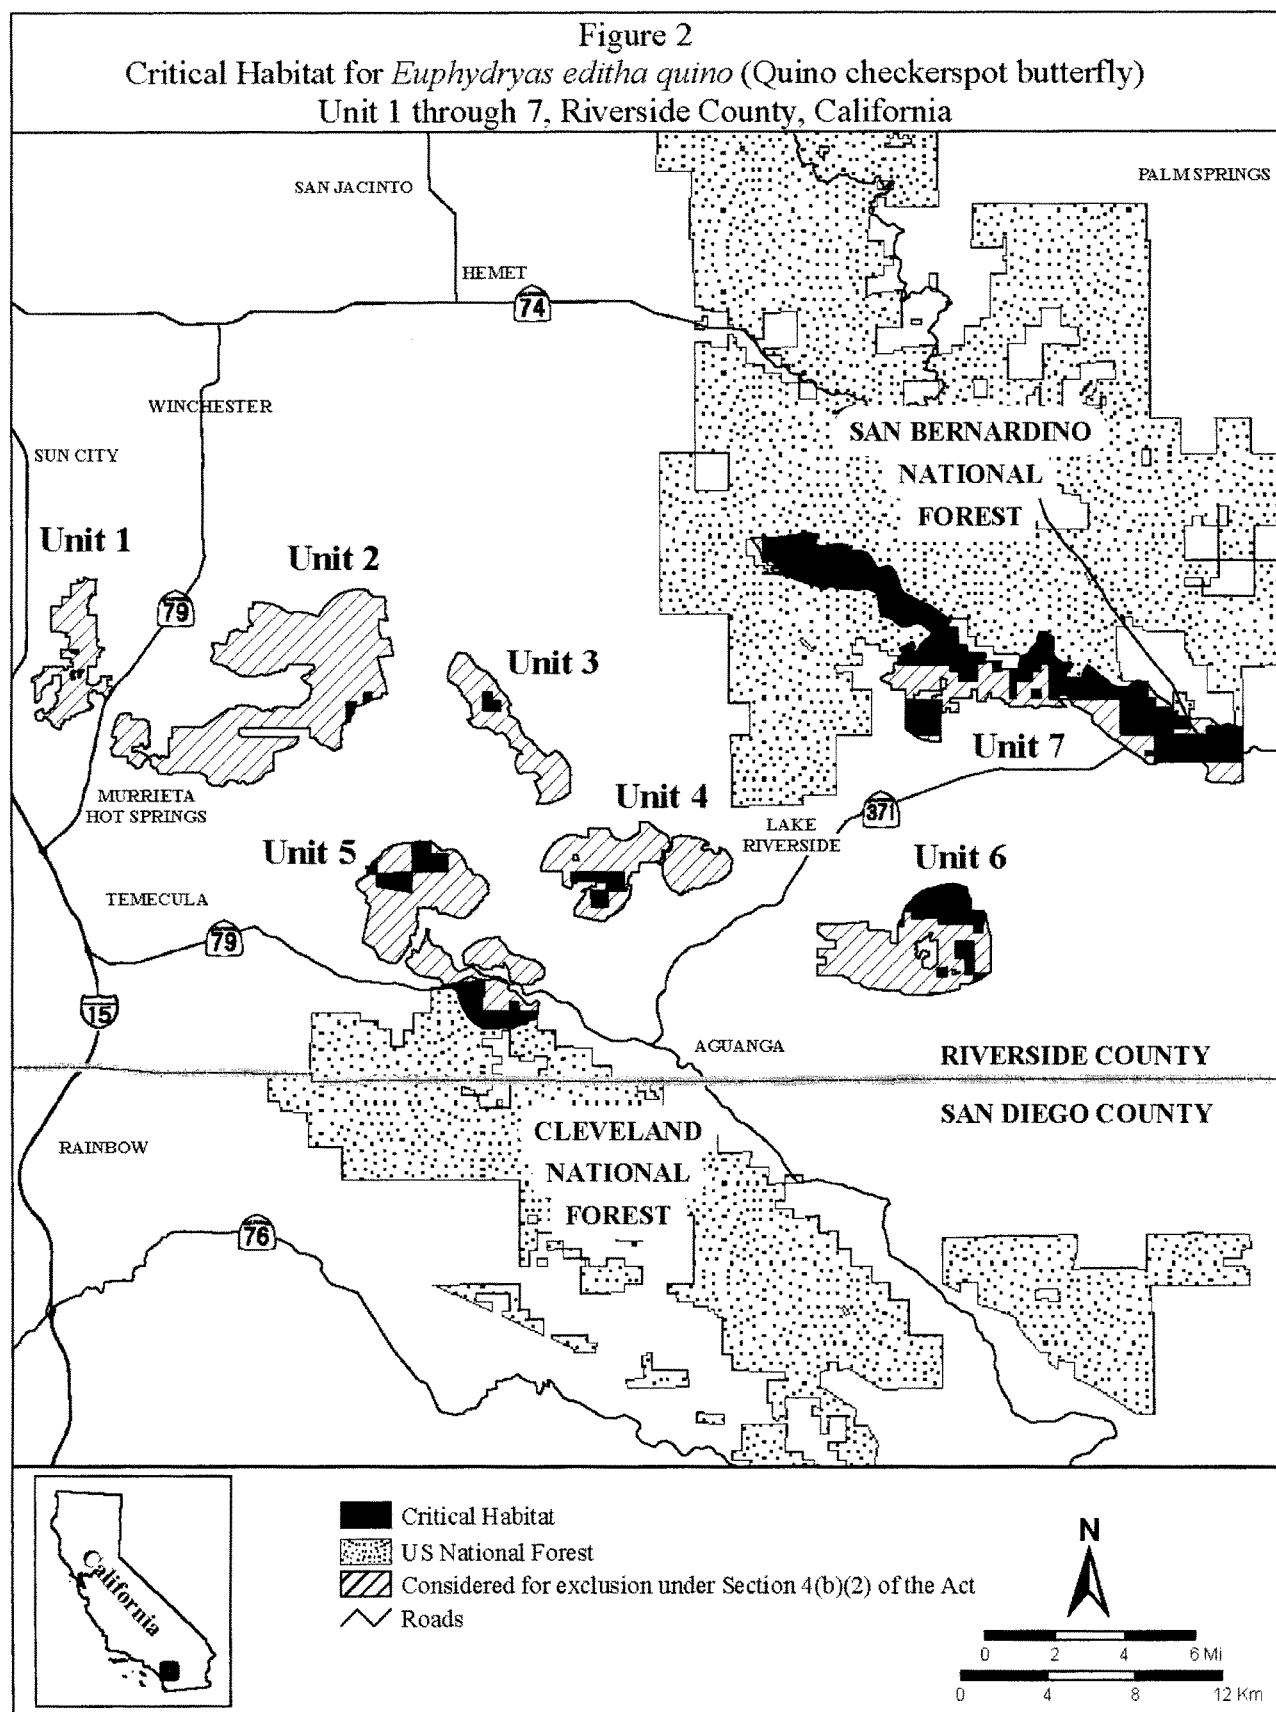 Figure 2
Critical Habitat for Euphydryas editha quino (Quino checkerspot butterfly)
Unit 1 through 7, Riverside County, California
SAN JACINTO
PALM SPRINGS
HEMET
74
WINCHESTER
SUN CITY
SAN BERNARDINO
NATIONAL
FOREST
Unit 1
Unit 2
79
Unit 3
Unit 7
MURRIETA
HOT SPRINGS
Unit 4
LAKE
RIVERSIDE
371
Unit 5
Unit 6
TEMECULA
79
15
AGUANGA
RIVERSIDE COUNTY
SAN DIEGO COUNTY
RAINBOW
CLEVELAND
NATIONAL
FOREST
76
California
Critical Habitat
US National Forest
Considered for exclusion under Section 4(b)(2) of the Act
Roads
N
0 2 4 6 Mi
0 4 8 12 Km